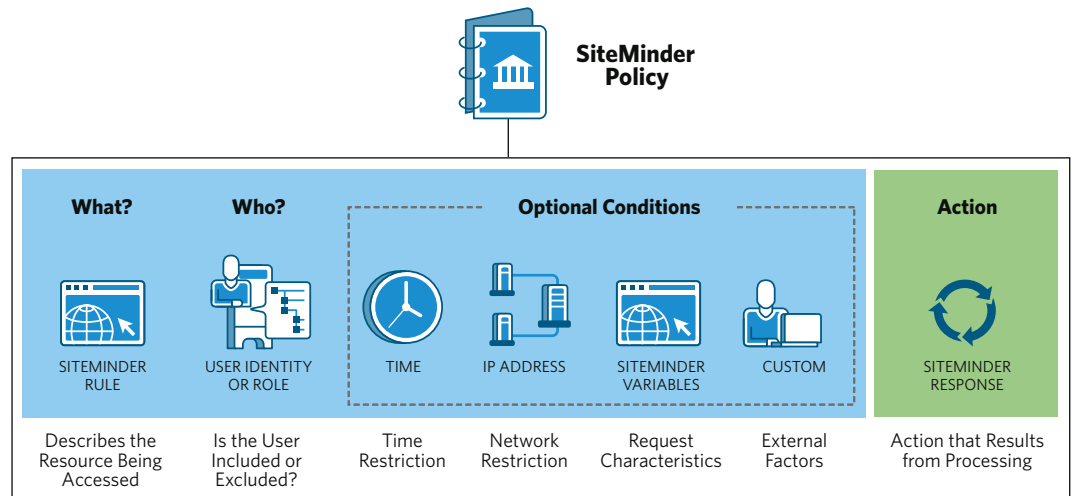 SiteMinder
Policy
What?
Who?
Optional Conditions
Action
SITEMINDER
RULE
USER IDENTITY
OR ROLE
TIME
IP ADDRESS
SITEMINDER
VARIABLES
CUSTOM
SITEMINDER
RESPONSE
Describes the
Resource Being
Accessed
Is the User
Included or
Excluded?
Time
Restriction
Network
Restriction
Request
Characteristics
External
Factors
Action that Results
from Processing